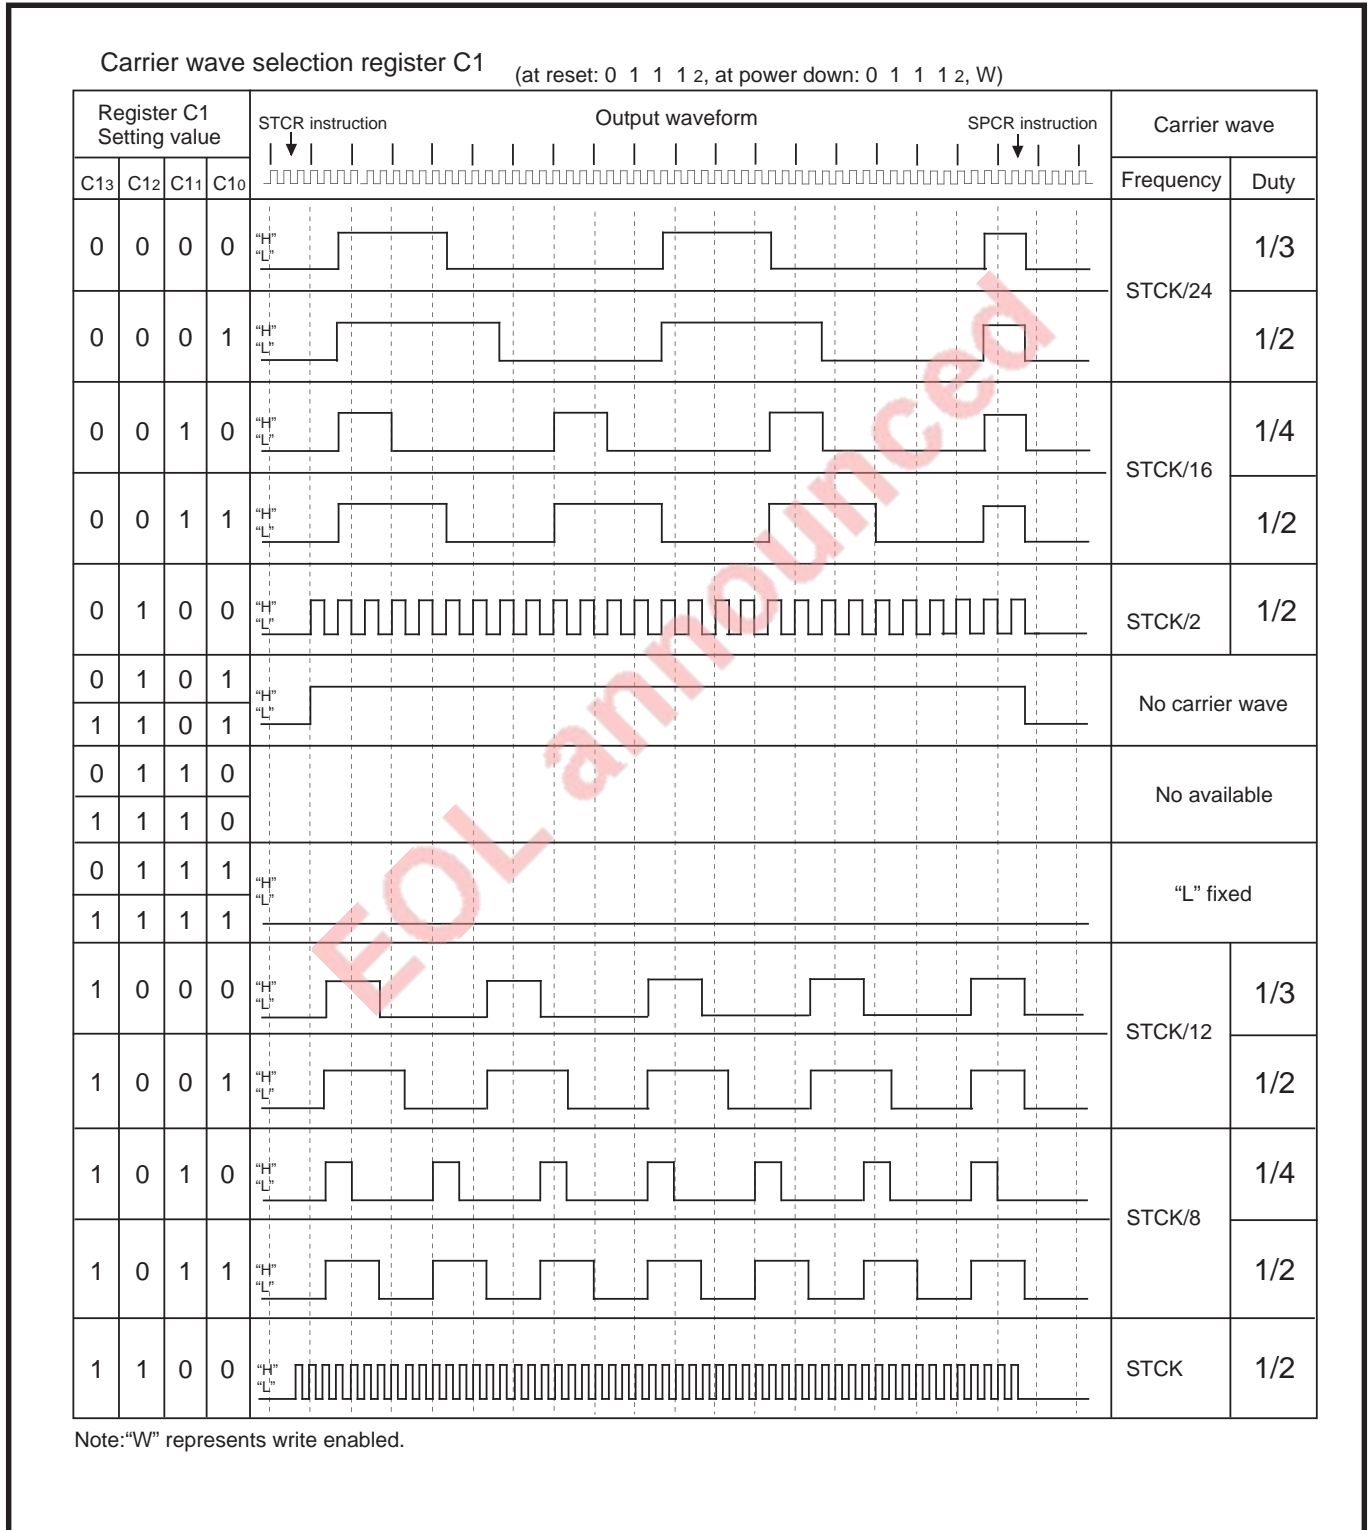 Carrier wave selection register C1 (at reset: 0 1 1 1 2, at power down: 0 1 1 1 2, W)
Register C1 Output waveform Carrier wave
Setting value
STCR instruction SPCR instruction
C13 C12 C11 C10 Frequency Duty
0 0 0 0 "H" "L" STCK/24 1/3
0 0 0 1 "H" "L" 1/2
0 0 1 0 "H" "L" STCK/16 1/4
0 0 1 1 "H" "L" 1/2
0 1 0 0 "H" "L" STCK/2 1/2
0 1 0 1 "H" "L" No carrier wave
1 1 0 1
0 1 1 0 No available
1 1 1 0
0 1 1 1 "H" "L" "L" fixed
1 1 1 1
1 0 0 0 "H" "L" STCK/12 1/3
1 0 0 1 "H" "L" 1/2
1 0 1 0 "H" "L" STCK/8 1/4
1 0 1 1 "H" "L" 1/2
1 1 0 0 "H" "L" STCK 1/2
Note:"W" represents write enabled.
EOL announced